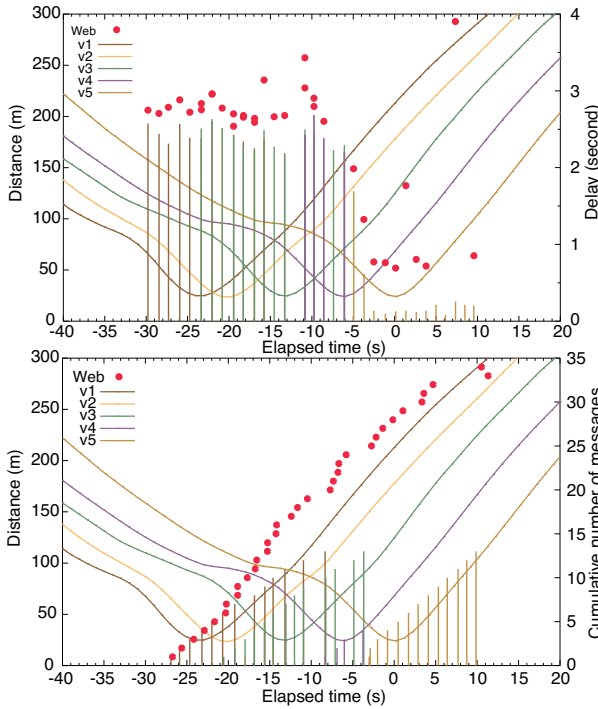 300
250
200
150
100
50
0
Distance (m)
Web
v1
v2
v3
v4
v5
4
3
2
1
0
Delay (second)
-40 -35 -30 -25 -20 -15 -10 -5 0 5 10 15 20
Elapsed time (s)
300
250
200
150
100
50
0
Distance (m)
Web
v1
v2
v3
v4
v5
35
30
25
20
15
10
5
0
Cumulative number of messages
-40 -35 -30 -25 -20 -15 -10 -5 0 5 10 15 20
Elapsed time (s)